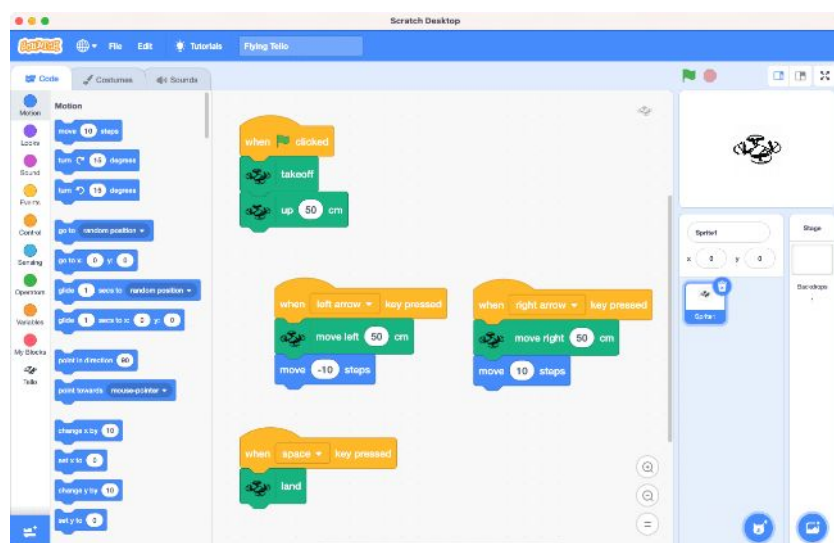 Scratch Desktop
SCRATCH File Edit Tutorials Flying Tello
Code Costumes Sounds
Motion
Looks
Sound
Events
Control
Sensing
Operators
Variables
My Blocks
Tello
Motion
move 10 steps
turn 15 degrees
turn 15 degrees
go to random position
go to x: 0 y: 0
glide 1 secs to random position
glide 1 secs to x: 0 y: 0
point in direction 90
point towards mouse-pointer
change x by 10
set x to 0
change y by 10
set y to 0
when clicked
takeoff
up 50 cm
when left arrow key pressed
move left 50 cm
move -10 steps
when right arrow key pressed
move right 50 cm
move 10 steps
when space key pressed
land
Sprite1
x 0 y 0
Sprite1
Stage
Backdrops